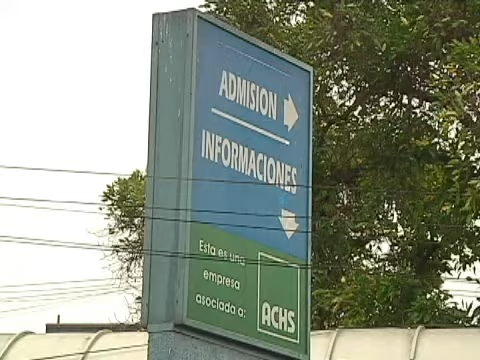 ADMISION
INFORMACIONES
Esta es una
empresa
asociada a:
ACHS